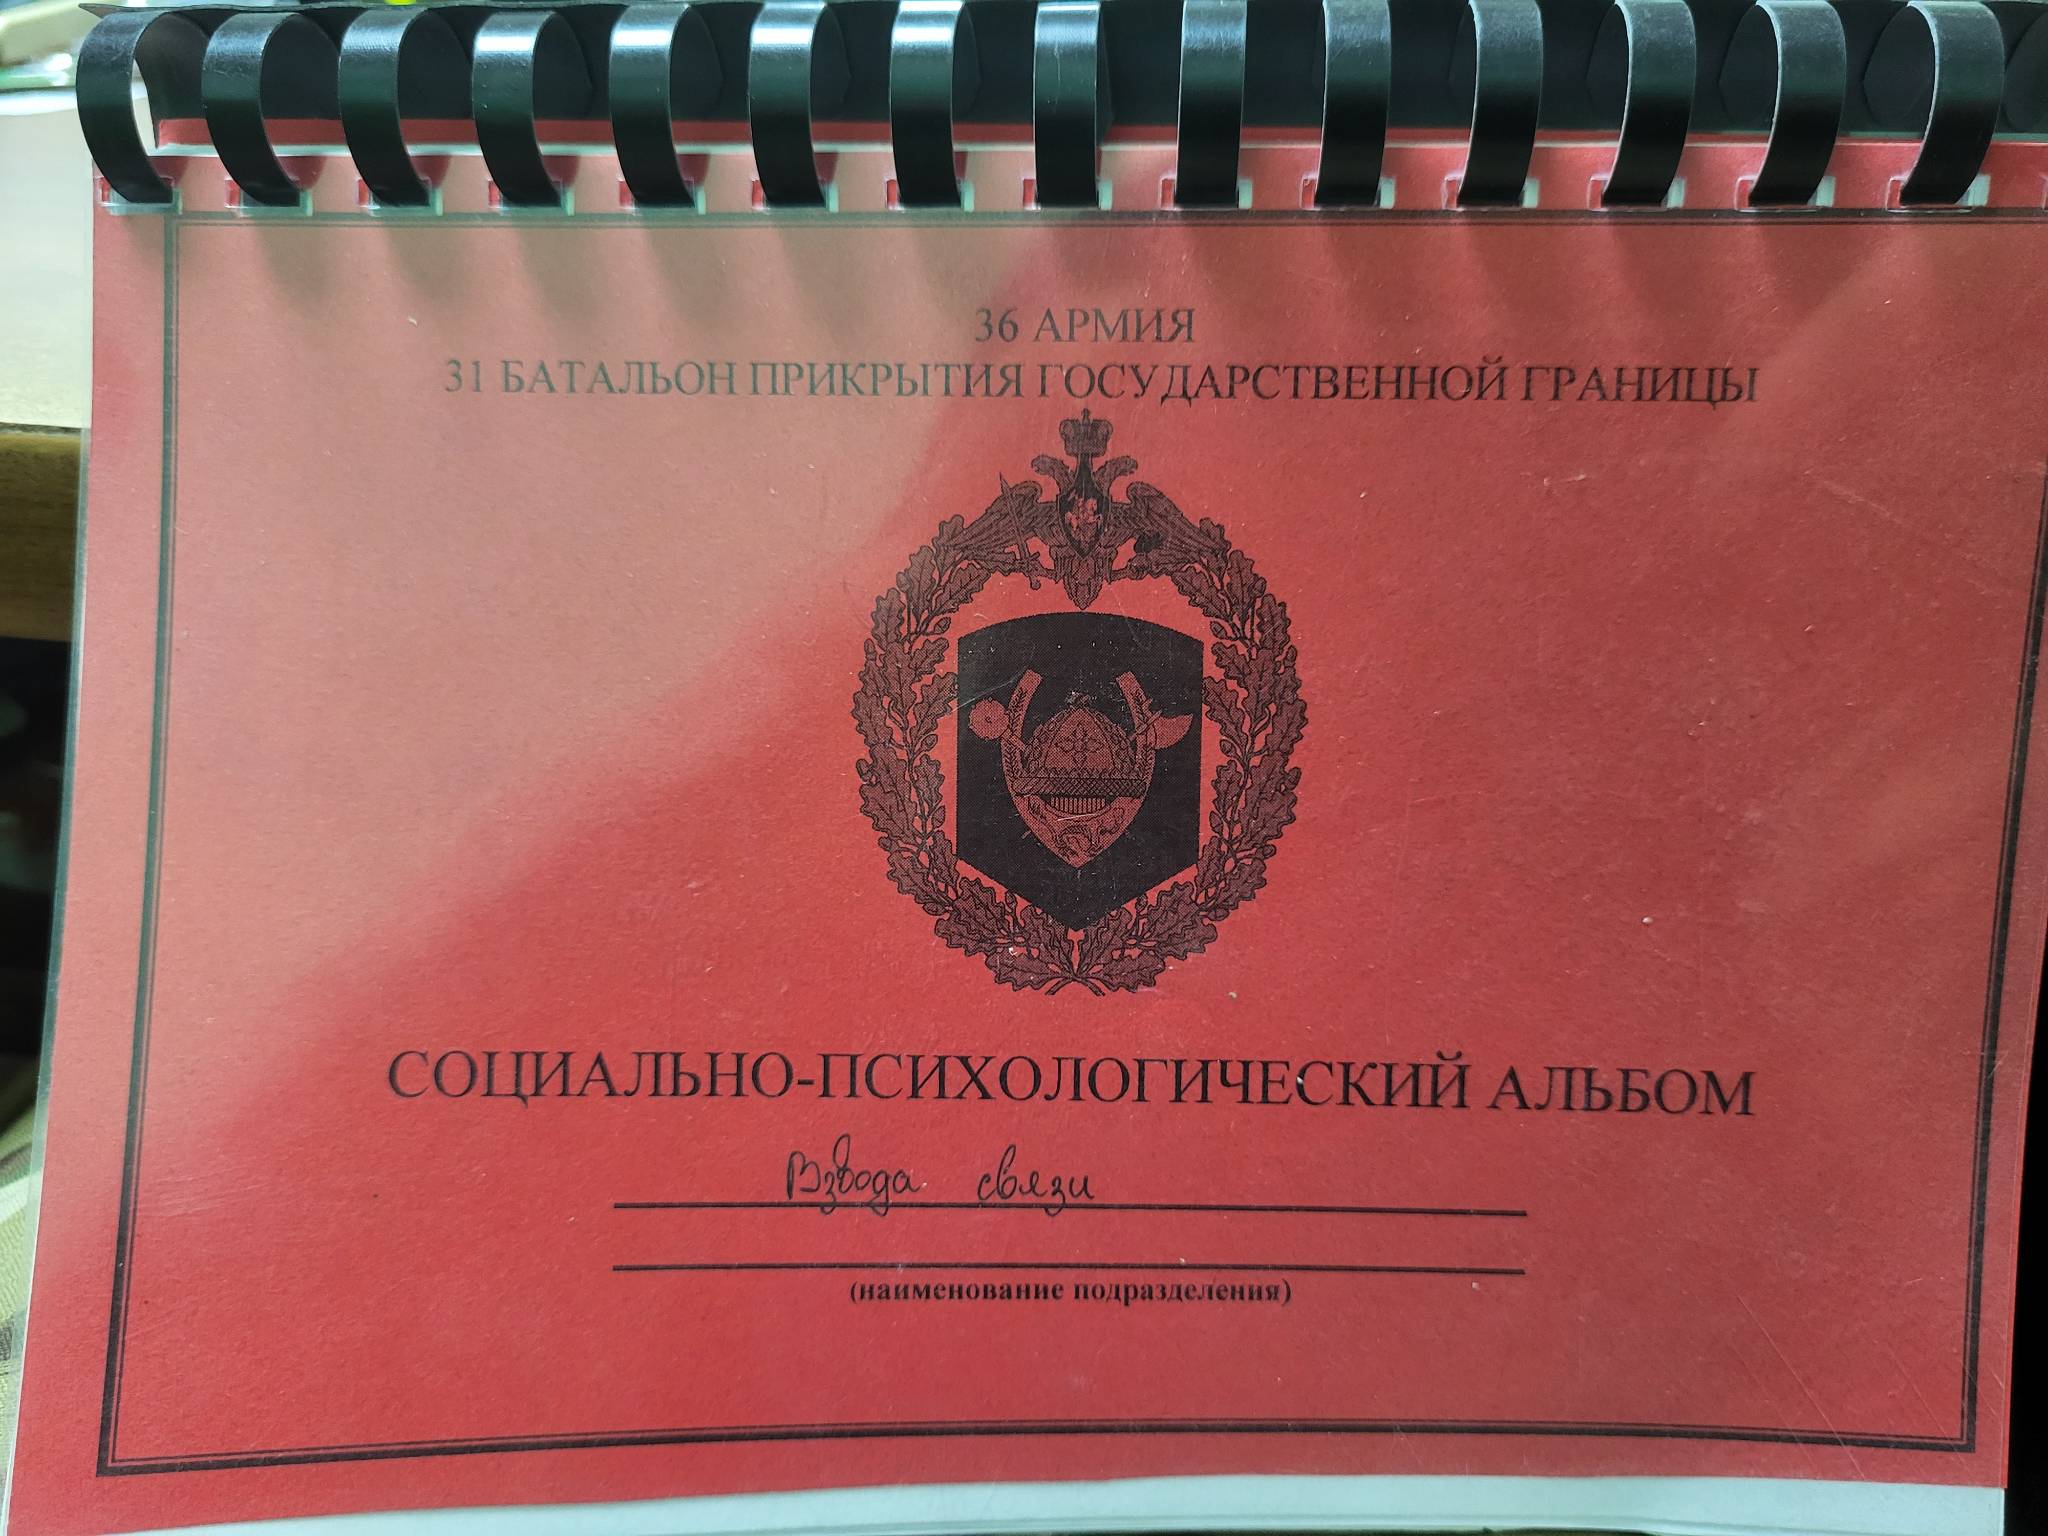 36 АРМИЯ
31 БАТАЛЬОН ПРИКРЫТИЯ ГОСУДАРСТВЕННОЙ ГРАНИЦЫ
СОЦИАЛЬНО-ПСИХОЛОГИЧЕСКИЙ АЛЬБОМ
Взвода связи
(наименование подразделения)